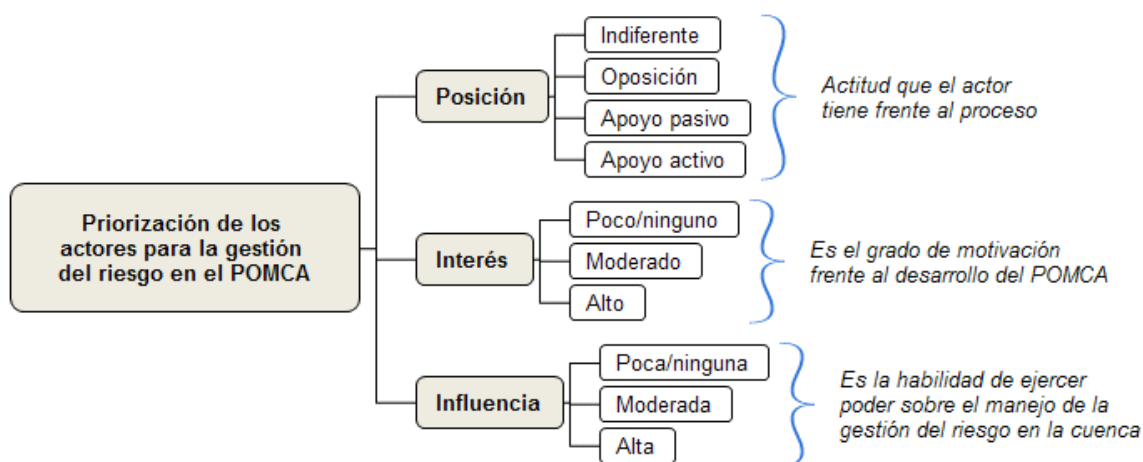 Priorización de los
actores para la gestión
del riesgo en el POMCA
Posición
Indiferente
Oposición
Apoyo pasivo
Apoyo activo
Actitud que el actor
tiene frente al proceso
Interés
Poco/ninguno
Moderado
Alto
Es el grado de motivación
frente al desarrollo del POMCA
Influencia
Poca/ninguna
Moderada
Alta
Es la habilidad de ejercer
poder sobre el manejo de la
gestión del riesgo en la cuenca